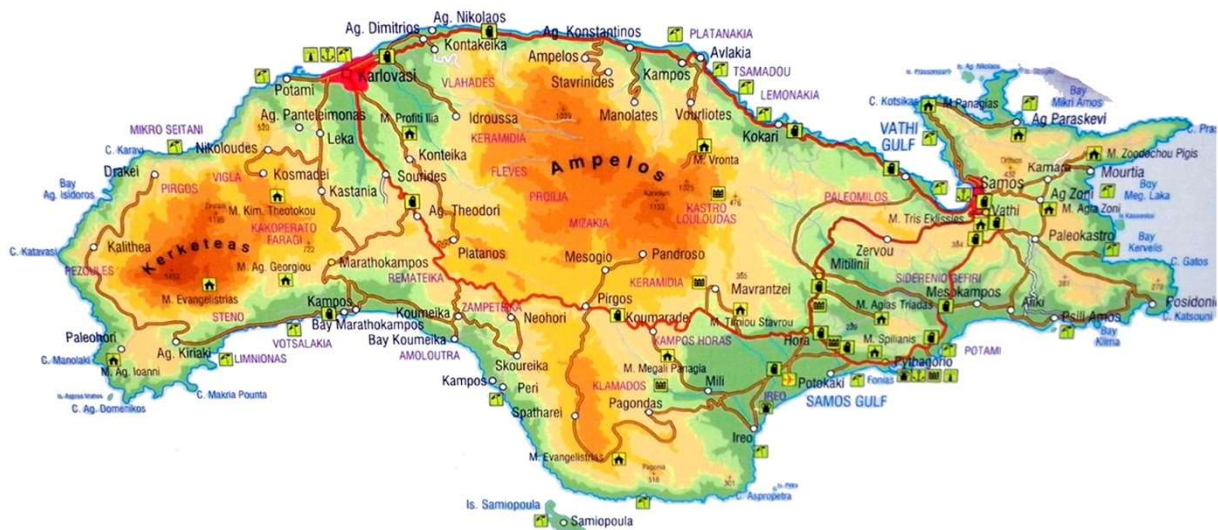 Ag. Nikolaos
Ag. Dimitrios
Kontakeika
Ag. Konstantinos
PLATANAKIA
Avlakia
Ampelos
Kampos
TSAMADOU
Karlovasi
VLAHADES
Stavrinides
LEMONAKIA
Potami
Manolates
Vourliotes
Kokari
Ag. Panteleimonas
M. Profiti Ilia
Idroussa
KERAMIDIA
Leka
MIKRO SEITANI
C. Karavi
Nikoloudes
Konteika
FLEVES
Ampelos
M. Vronta
Bay
Ag. Isidoros
Drakei
PIRGOS
VIGLA
Kosmadei
Kastania
Sourides
PROILIA
KASTRO
LOULOUDAS
M. Kim. Theotokou
KAKOPERATO
FARAGI
Ag. Theodori
MIZAKIA
C. Katavasi
Kalithea
Kerketeas
Platanos
PEZOULES
M. Ag. Georgiou
Marathokampos
REMATEIKA
Mesogio
Pandroso
KERAMIDIA
M. Evangelistrias
Kampos
ZAMPETEIKA
Pirgos
Mavrantzei
STENO
Bay Marathokampos
Koumeika
Neohori
Koumaradei
M. Timiou Stavrou
Paleohori
VOTSALAKIA
Bay Koumeika
AMOLOUTRA
KAMPOS HORAS
C. Manolaki
Ag. Kiriaki
LIMNIONAS
M. Ag. Ioanni
Skoureika
M. Megali Panagia
C. Ag. Domenikos
C. Makria Pounta
Kampos
Peri
KLAMADOS
Mili
Spatharei
Pagondas
IREO
M. Evangelistrias
Ireo
C. Aspropetra
Is. Samiopoula
Samiopoula
Bay
Mikri Amos
C. Kotsikas
M. Panagias
Ag Paraskevi
VATHI
GULF
Kamara
M. Zoodochou Pigis
Mourtia
Samos
Ag Zoni
Bay
Meg. Laka
PALEOMILOS
M. Tris Eklissies
Vathi
M. Agia Zoni
Zervou
Paleokastro
Bay
Kervelis
Mitilinii
SIDERENIO GEFIRI
C. Gatos
Mesokampos
M. Agias Triadas
Aliki
Posidonio
C. Katsouni
Psili Amos
Bay
Klima
Hora
M. Spilianis
Pythagorio
POTAMI
Potokaki
Fonias
SAMOS GULF